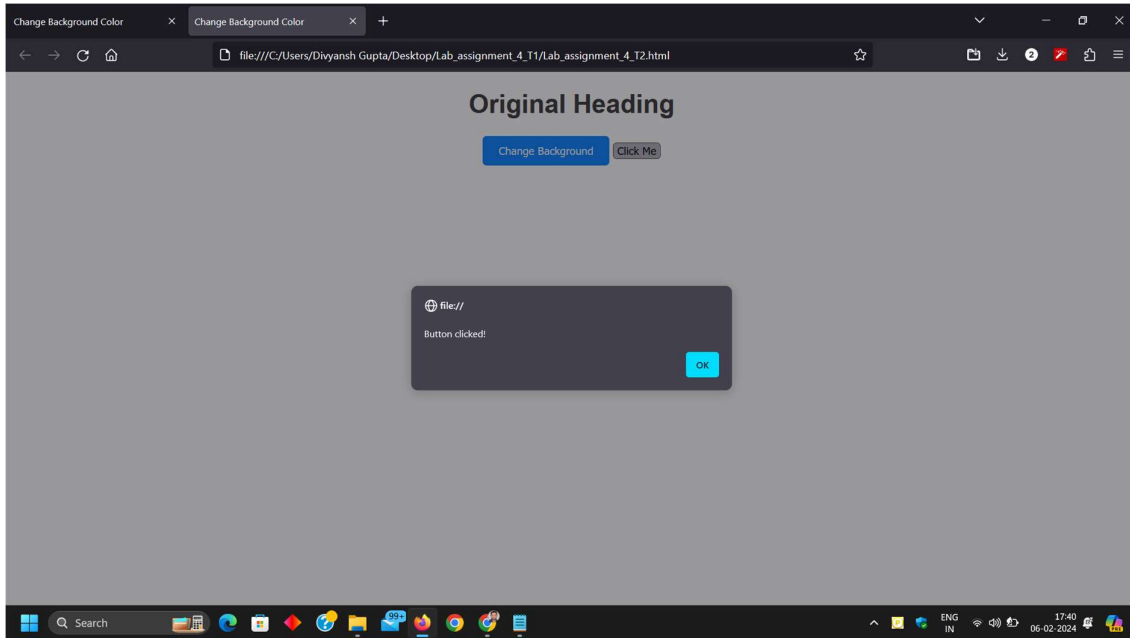 Change Background Color
Change Background Color
file:///C:/Users/Divyansh Gupta/Desktop/Lab_assignment_4_T1/Lab_assignment_4_T2.html
2
Original Heading
Change Background
Click Me
file://
Button clicked!
OK
Search
99+
ENG
IN
17:40
06-02-2024